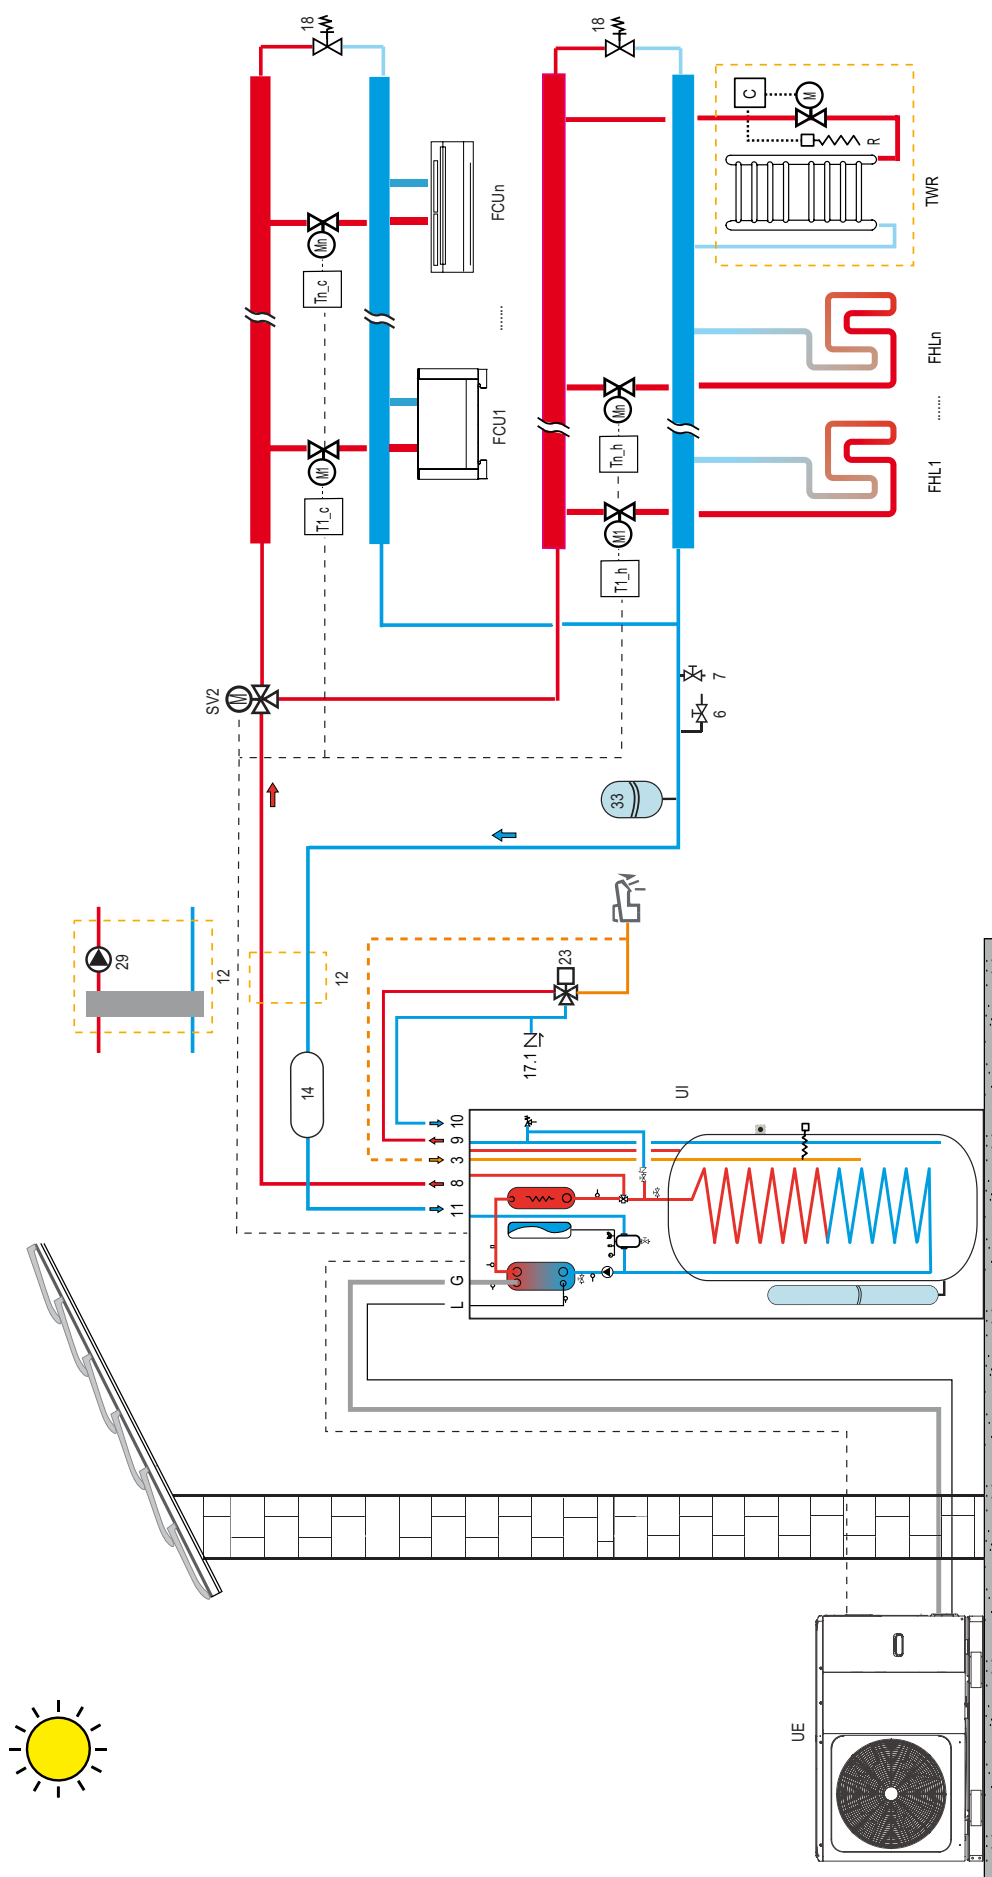 18
18
C
M
R
TWR
Mn
Tn_c
FCUn
........
M1
T1_c
FCU1
Mn
Tn_h
FHLn
........
M1
T1_h
FHL1
SV2
M
7
6
33
29
12
12
23
17.1
14
10
9
3
8
11
G
L
UI
UE